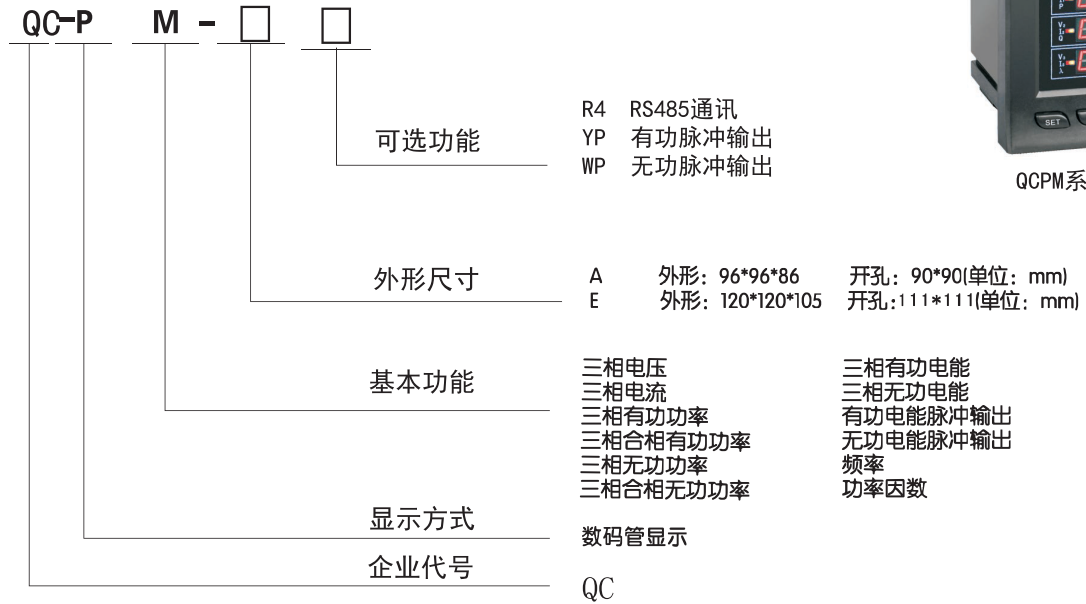 QC-P M - □ □
可选功能
R4 RS485通讯
YP 有功脉冲输出
WP 无功脉冲输出
SET
QCPM系
外形尺寸
A 外形: 96*96*86 开孔: 90*90(单位: mm)
E 外形: 120*120*105 开孔:111*111(单位: mm)
基本功能
三相电压 三相有功电能
三相电流 三相无功电能
三相有功功率 有功电能脉冲输出
三相合相有功功率 无功电能脉冲输出
三相无功功率 频率
三相合相无功功率 功率因数
显示方式
数码管显示
企业代号
QC